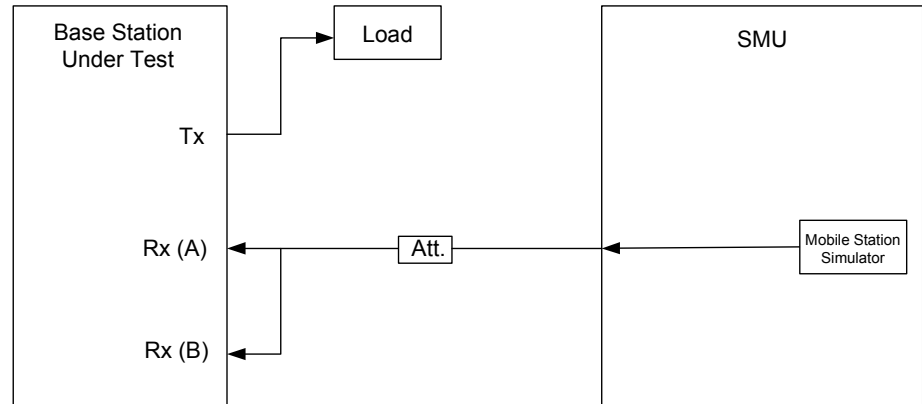 Base Station
Under Test
Load
SMU
Tx
Rx (A)
Att.
Mobile Station
Simulator
Rx (B)